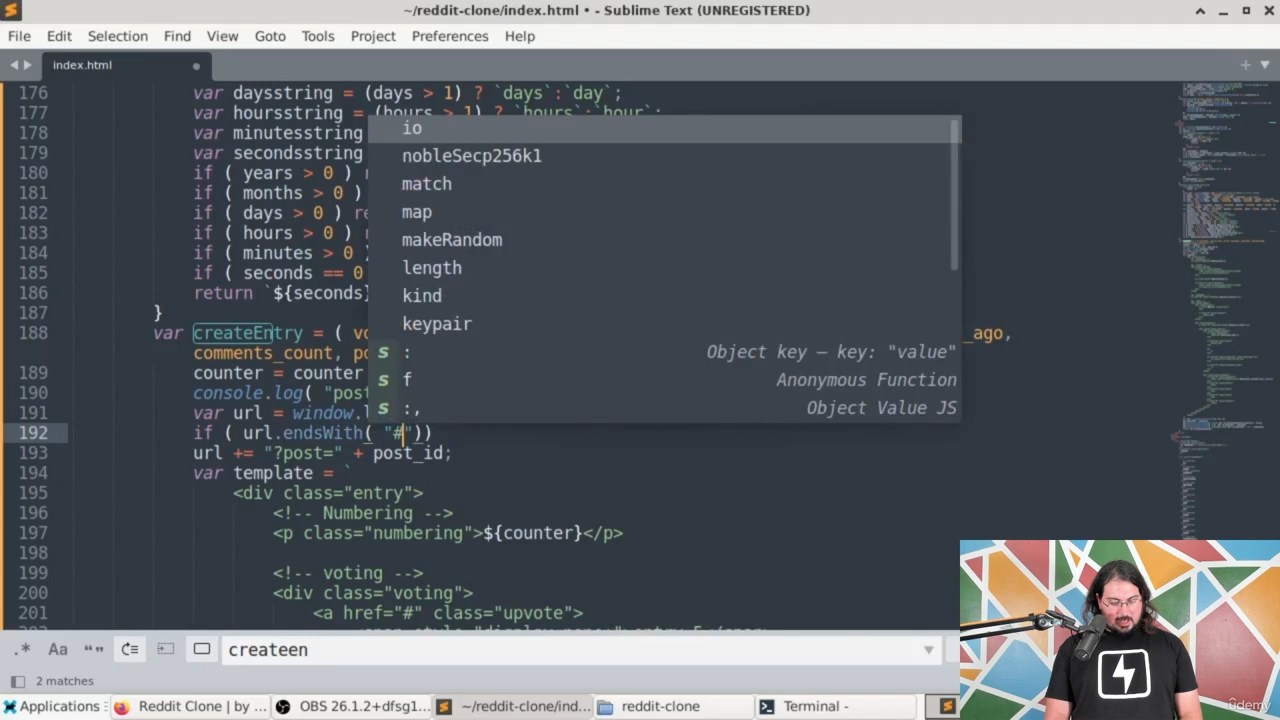 ~/reddit-clone/index.html • - Sublime Text (UNREGISTERED)
File Edit Selection Find View Goto Tools Project Preferences Help
index.html
176 var daysstring = (days > 1) ? `days`:`day`;
177 var hoursstring = (hours > 1) ? `hours`:`hour`;
178 var minutesstring
179 var secondsstring
180 if ( years > 0 ) r
181 if ( months > 0 )
182 if ( days > 0 ) re
183 if ( hours > 0 )
184 if ( minutes > 0 )
185 if ( seconds == 0
186 return `${seconds}
187 }
188 var createEntry = ( vo _ago,
comments_count, po
189 counter = counter
190 console.log( "post
191 var url = window.l
192 if ( url.endsWith( "#"))
193 url += "?post=" + post_id;
194 var template = `
195 <div class="entry">
196 <!-- Numbering -->
197 <p class="numbering">${counter}</p>
198
199 <!-- voting -->
200 <div class="voting">
201 <a href="#" class="upvote">
io
nobleSecp256k1
match
map
makeRandom
length
kind
keypair
s : Object key — key: "value"
s f Anonymous Function
s :, Object Value JS
.* Aa “” createen
2 matches
Applications Reddit Clone | by ... OBS 26.1.2+dfsg1... ~/reddit-clone/ind... reddit-clone Terminal -
ûdemy